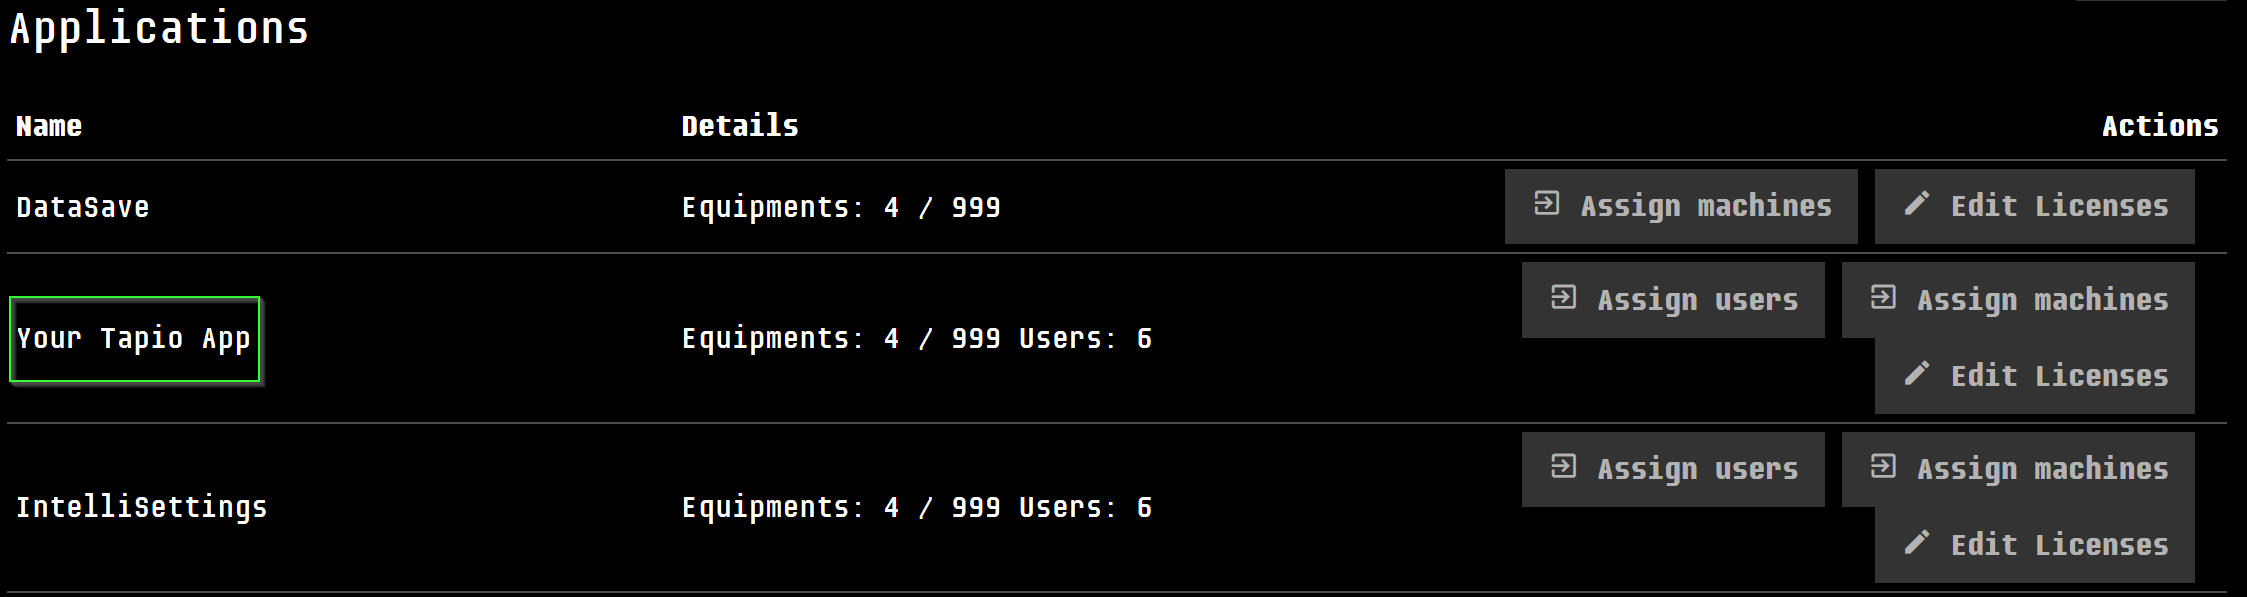 Applications
Name Details Actions
DataSave Equipments: 4 / 999 Assign machines Edit Licenses
Assign users Assign machines
Your Tapio App Equipments: 4 / 999 Users: 6
Edit Licenses
Assign users Assign machines
IntelliSettings Equipments: 4 / 999 Users: 6
Edit Licenses